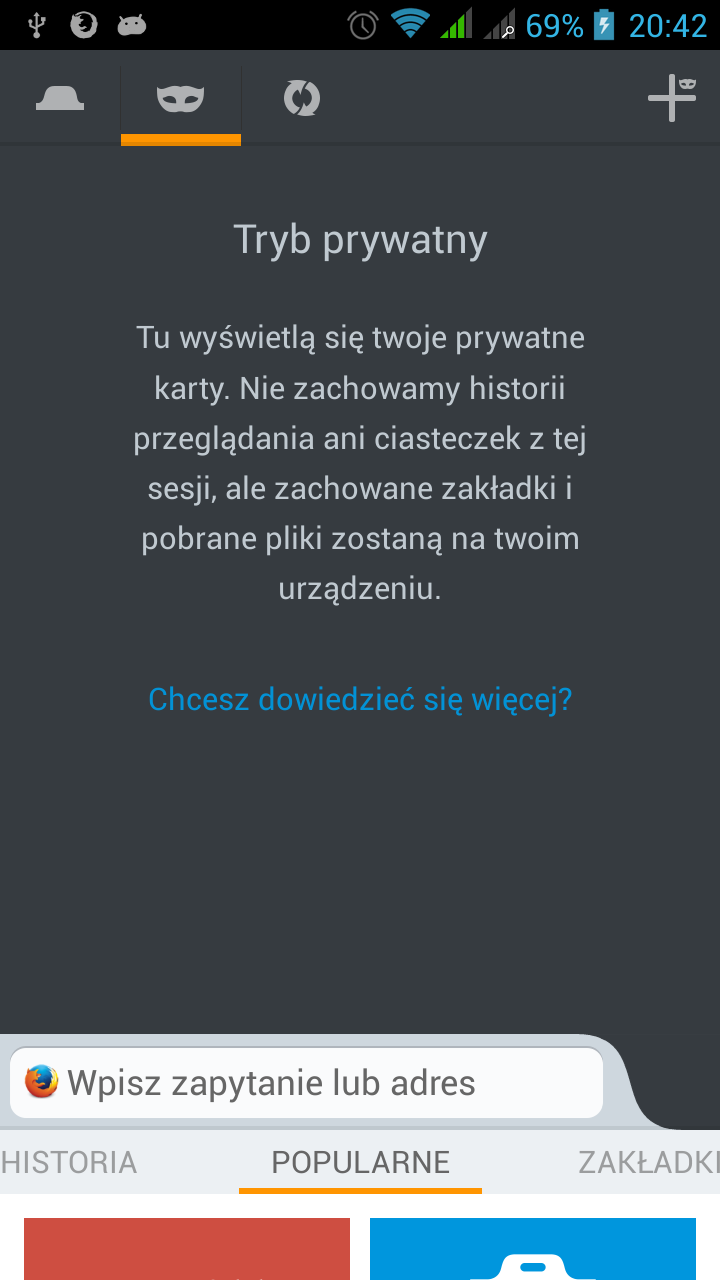 69% 20:42
Tryb prywatny
Tu wyświetlą się twoje prywatne
karty. Nie zachowamy historii
przeglądania ani ciasteczek z tej
sesji, ale zachowane zakładki i
pobrane pliki zostaną na twoim
urządzeniu.
Chcesz dowiedzieć się więcej?
Wpisz zapytanie lub adres
HISTORIA POPULARNE ZAKŁADKI